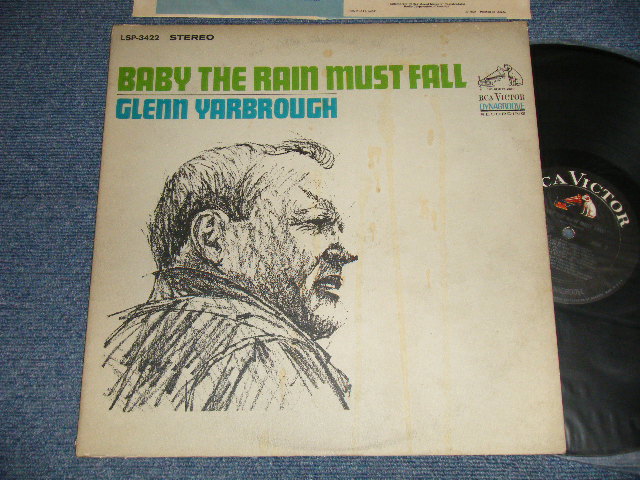 LSP-3422 STEREO
BABY THE RAIN MUST FALL
GLENN YARBROUGH
RCA VICTOR
DYNAGROOVE
RECORDING
RCA VICTOR